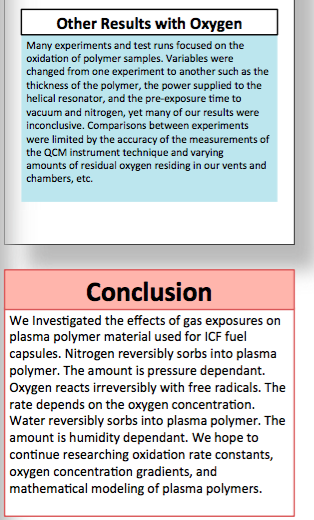 Other Results with Oxygen
Many experiments and test runs focused on the
oxidation of polymer samples. Variables were
changed from one experiment to another such as the
thickness of the polymer, the power supplied to the
helical resonator, and the pre-exposure time to
vacuum and nitrogen, yet many of our results were
inconclusive. Comparisons between experiments
were limited by the accuracy of the measurements of
the QCM instrument technique and varying
amounts of residual oxygen residing in our vents and
chambers, etc.
Conclusion
We Investigated the effects of gas exposures on
plasma polymer material used for ICF fuel
capsules. Nitrogen reversibly sorbs into plasma
polymer. The amount is pressure dependant.
Oxygen reacts irreversibly with free radicals. The
rate depends on the oxygen concentration.
Water reversibly sorbs into plasma polymer. The
amount is humidity dependant. We hope to
continue researching oxidation rate constants,
oxygen concentration gradients, and
mathematical modeling of plasma polymers.